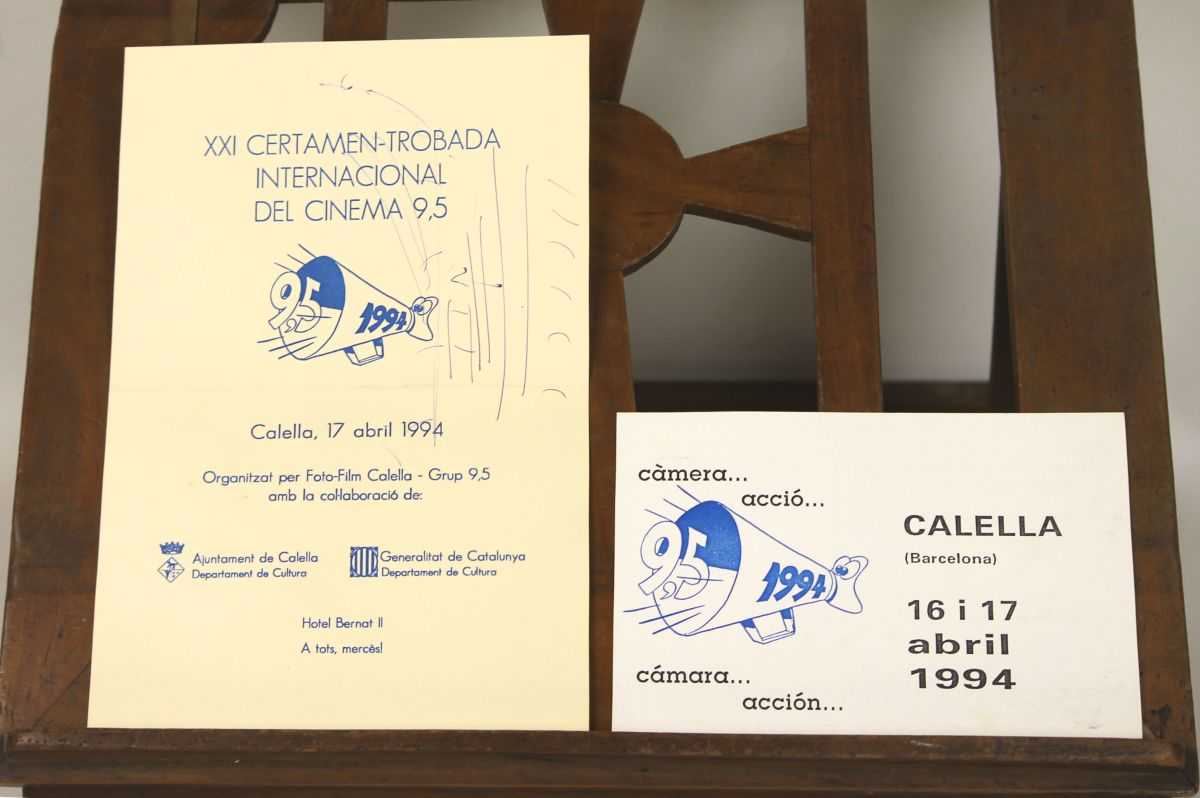 XXI CERTAMEN-TROBADA
INTERNACIONAL
DEL CINEMA 9,5
9,5
1994
Calella, 17 abril 1994
Organitzat per Foto-Film Calella - Grup 9,5
amb la col·laboració de:
Ajuntament de Calella
Departament de Cultura
Generalitat de Catalunya
Departament de Cultura
Hotel Bernat II
A tots, mercès!
càmera...
acció...
9,5
1994
cámara...
acción...
CALELLA
(Barcelona)
16 i 17
abril
1994